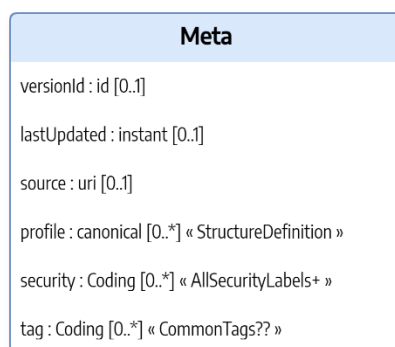 Meta
versionId : id [0..1]
lastUpdated : instant [0..1]
source : uri [0..1]
profile : canonical [0..*] « StructureDefinition »
security : Coding [0..*] « AllSecurityLabels+ »
tag : Coding [0..*] « CommonTags?? »